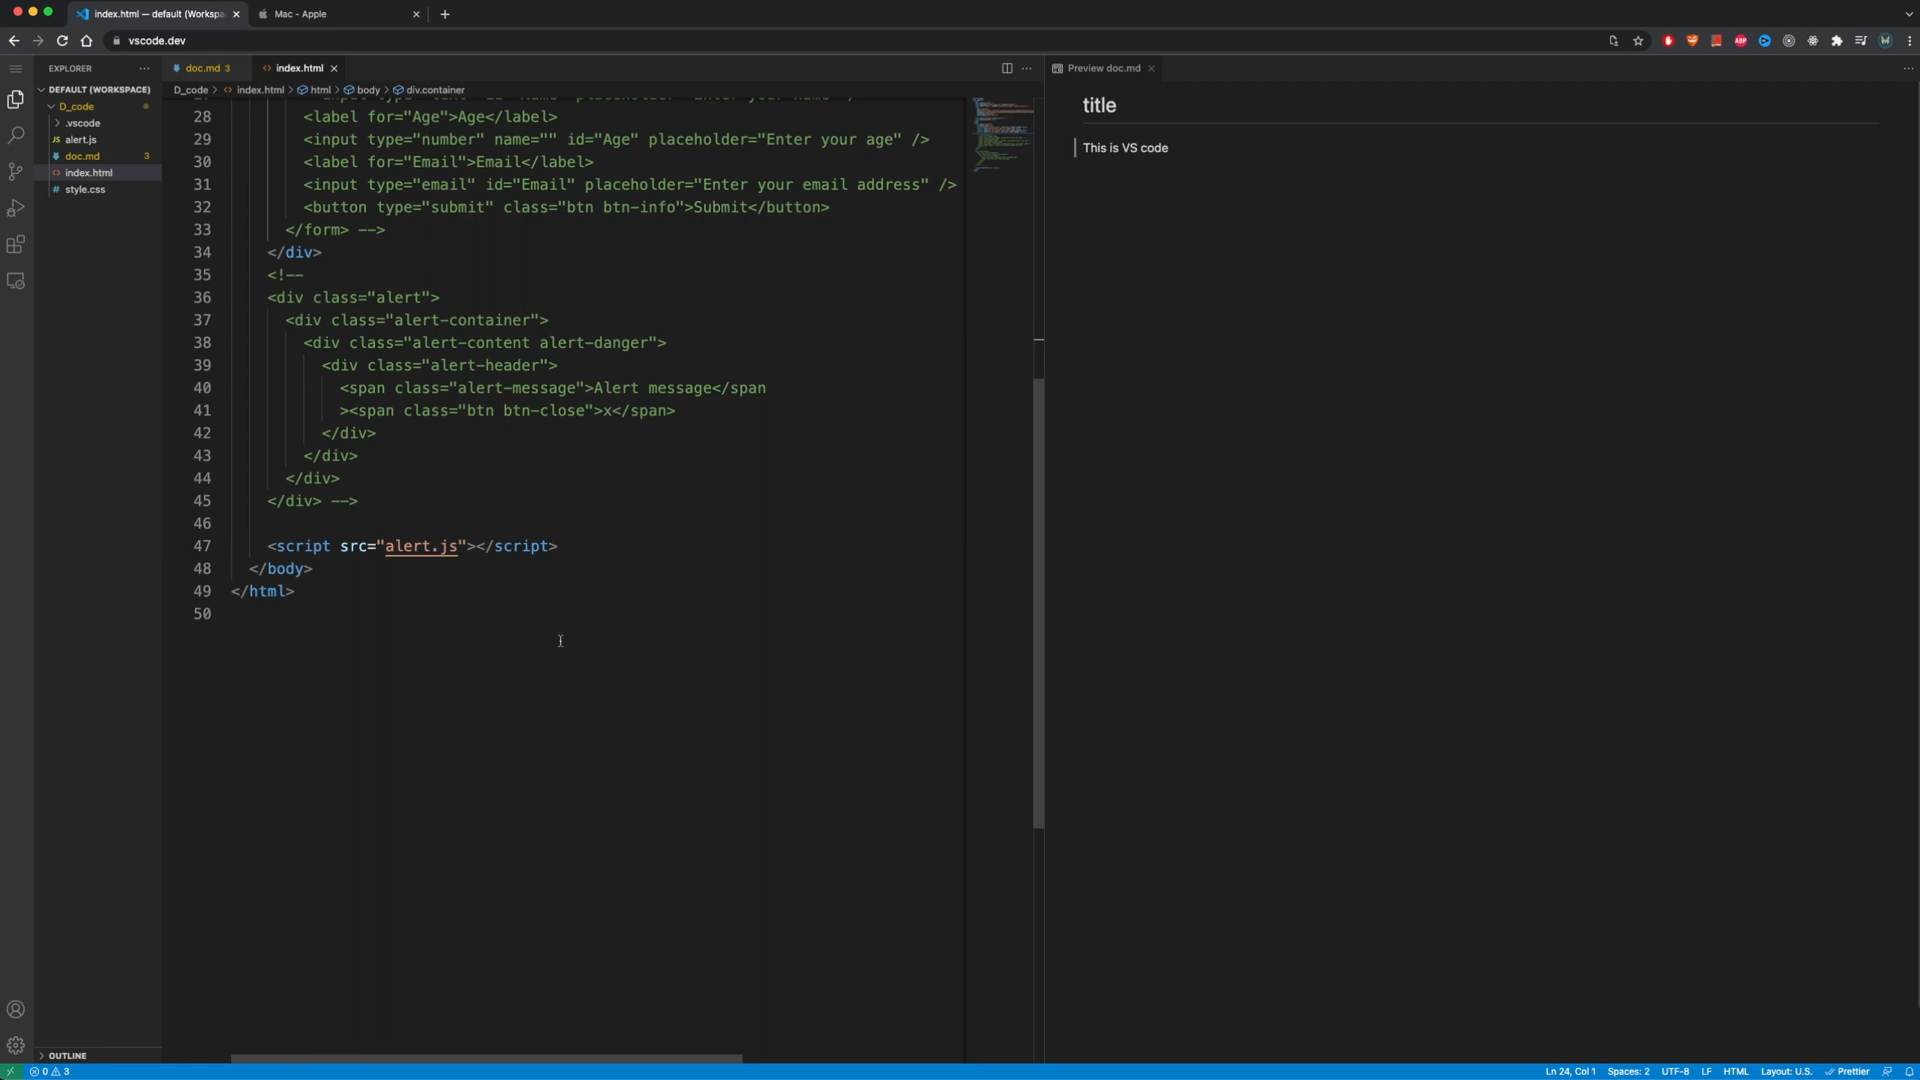 index.html — default (Workspa
Mac - Apple
vscode.dev
ABP
EXPLORER
DEFAULT (WORKSPACE)
D_code
.vscode
JS alert.js
doc.md 3
<> index.html
# style.css
OUTLINE
doc.md 3
<> index.html
D_code > <> index.html > html > body > div.container
28 <label for="Age">Age</label>
29 <input type="number" name="" id="Age" placeholder="Enter your age" />
30 <label for="Email">Email</label>
31 <input type="email" id="Email" placeholder="Enter your email address" />
32 <button type="submit" class="btn btn-info">Submit</button>
33 </form> -->
34 </div>
35 <!--
36 <div class="alert">
37 <div class="alert-container">
38 <div class="alert-content alert-danger">
39 <div class="alert-header">
40 <span class="alert-message">Alert message</span
41 ><span class="btn btn-close">x</span>
42 </div>
43 </div>
44 </div>
45 </div> -->
46
47 <script src="alert.js"></script>
48 </body>
49 </html>
50
Preview doc.md
title
This is VS code
0 3
Ln 24, Col 1
Spaces: 2
UTF-8
LF
HTML
Layout: U.S.
Prettier